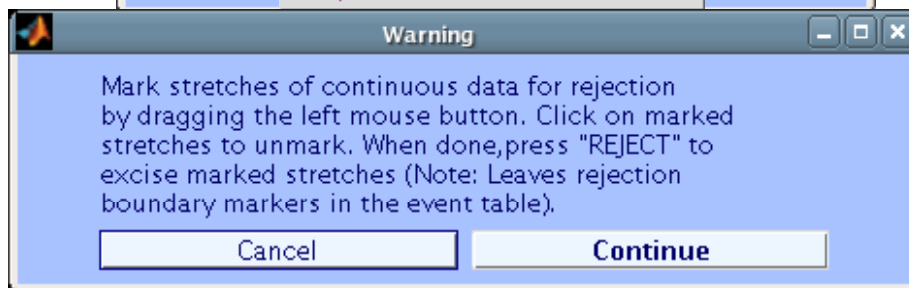 Warning
Mark stretches of continuous data for rejection
by dragging the left mouse button. Click on marked
stretches to unmark. When done,press "REJECT" to
excise marked stretches (Note: Leaves rejection
boundary markers in the event table).
Cancel Continue